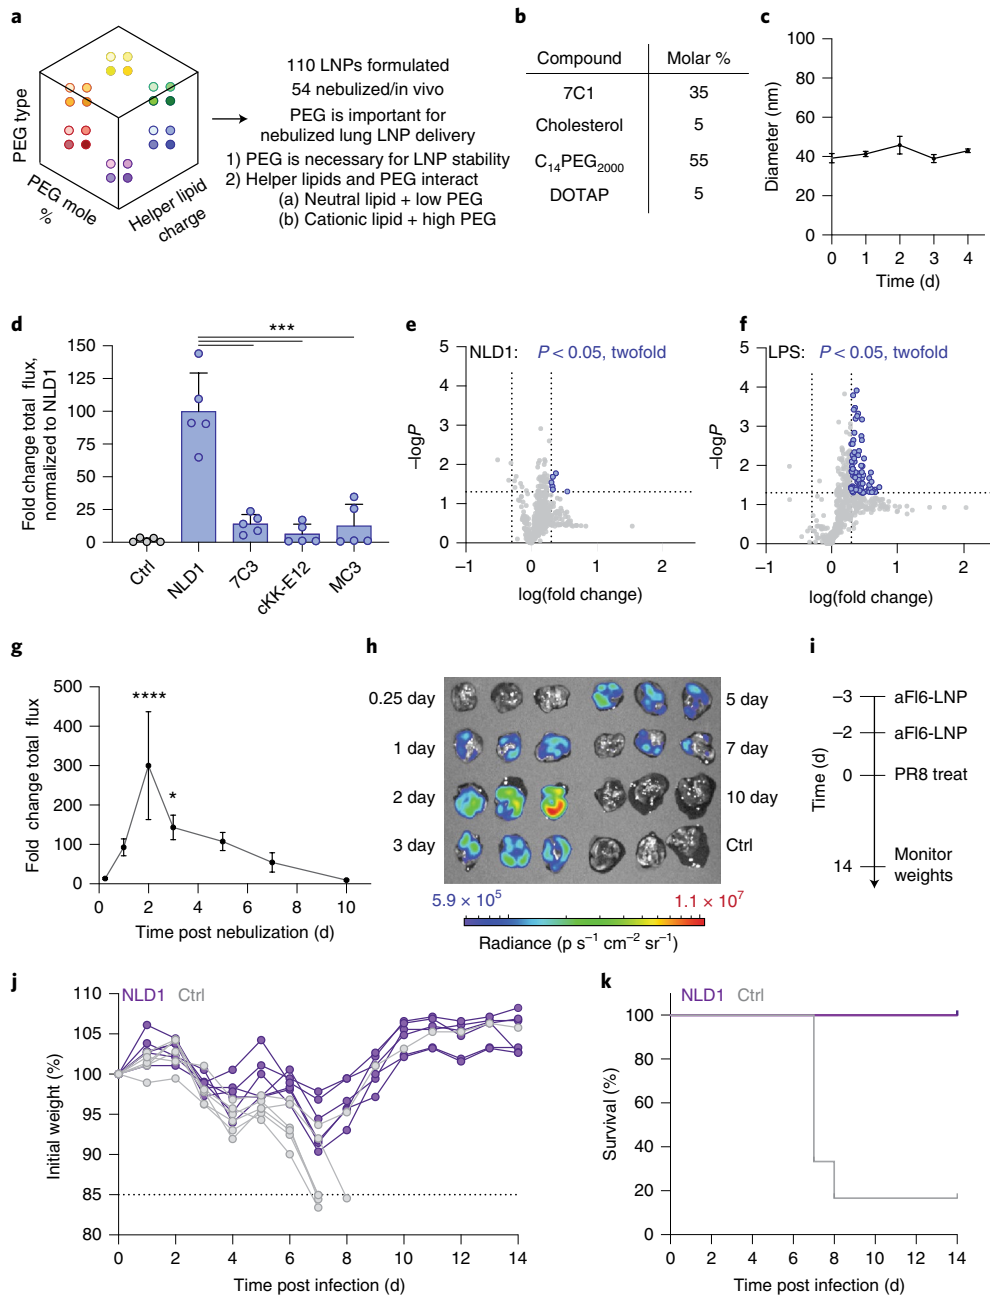 a
PEG type
PEG mole
%
Helper lipid
charge
110 LNPs formulated
54 nebulized/in vivo
PEG is important for
nebulized lung LNP delivery
1) PEG is necessary for LNP stability
2) Helper lipids and PEG interact
(a) Neutral lipid + low PEG
(b) Cationic lipid + high PEG
b
Compound Molar %
7C1 35
Cholesterol 5
C14PEG2000 55
DOTAP 5
c
Diameter (nm)
100
80
60
40
20
0
0 1 2 3 4
Time (d)
d
Fold change total flux,
normalized to NLD1
150
125
100
75
50
25
0
***
Ctrl NLD1 7C3 cKK-E12 MC3
e
NLD1: P < 0.05, twofold
–logP
5
4
3
2
1
0
–1 0 1 2
log(fold change)
f
LPS: P < 0.05, twofold
–logP
5
4
3
2
1
0
–1 0 1 2
log(fold change)
g
Fold change total flux
500
400
300
200
100
0
****
*
0 2 4 6 8 10
Time post nebulization (d)
h
0.25 day 5 day
1 day 7 day
2 day 10 day
3 day Ctrl
5.9 × 10⁵ 1.1 × 10⁷
Radiance (p s⁻¹ cm⁻² sr⁻¹)
i
Time (d)
–3 aFI6-LNP
–2 aFI6-LNP
0 PR8 treat
14 Monitor
weights
j
NLD1 Ctrl
Initial weight (%)
110
105
100
95
90
85
80
0 2 4 6 8 10 12 14
Time post infection (d)
k
NLD1 Ctrl
Survival (%)
100
80
60
40
20
0
0 2 4 6 8 10 12 14
Time post infection (d)